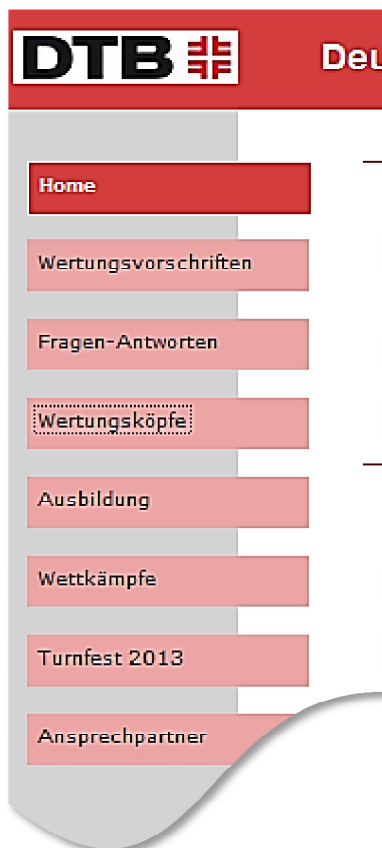 DTB Deu
Home
Wertungsvorschriften
Fragen-Antworten
Wertungsköpfe
Ausbildung
Wettkämpfe
Turnfest 2013
Ansprechpartner